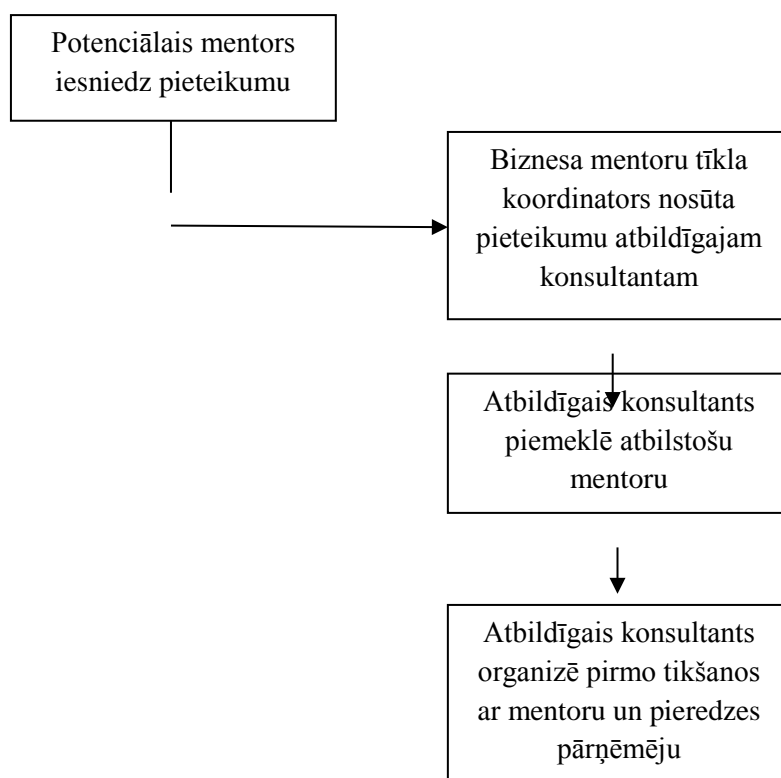 Potenciālais mentors
iesniedz pieteikumu
Biznesa mentoru tīkla
koordinators nosūta
pieteikumu atbildīgajam
konsultantam
Atbildīgais konsultants
piemeklē atbilstošu
mentoru
Atbildīgais konsultants
organizē pirmo tikšanos
ar mentoru un pieredzes
pārņēmēju